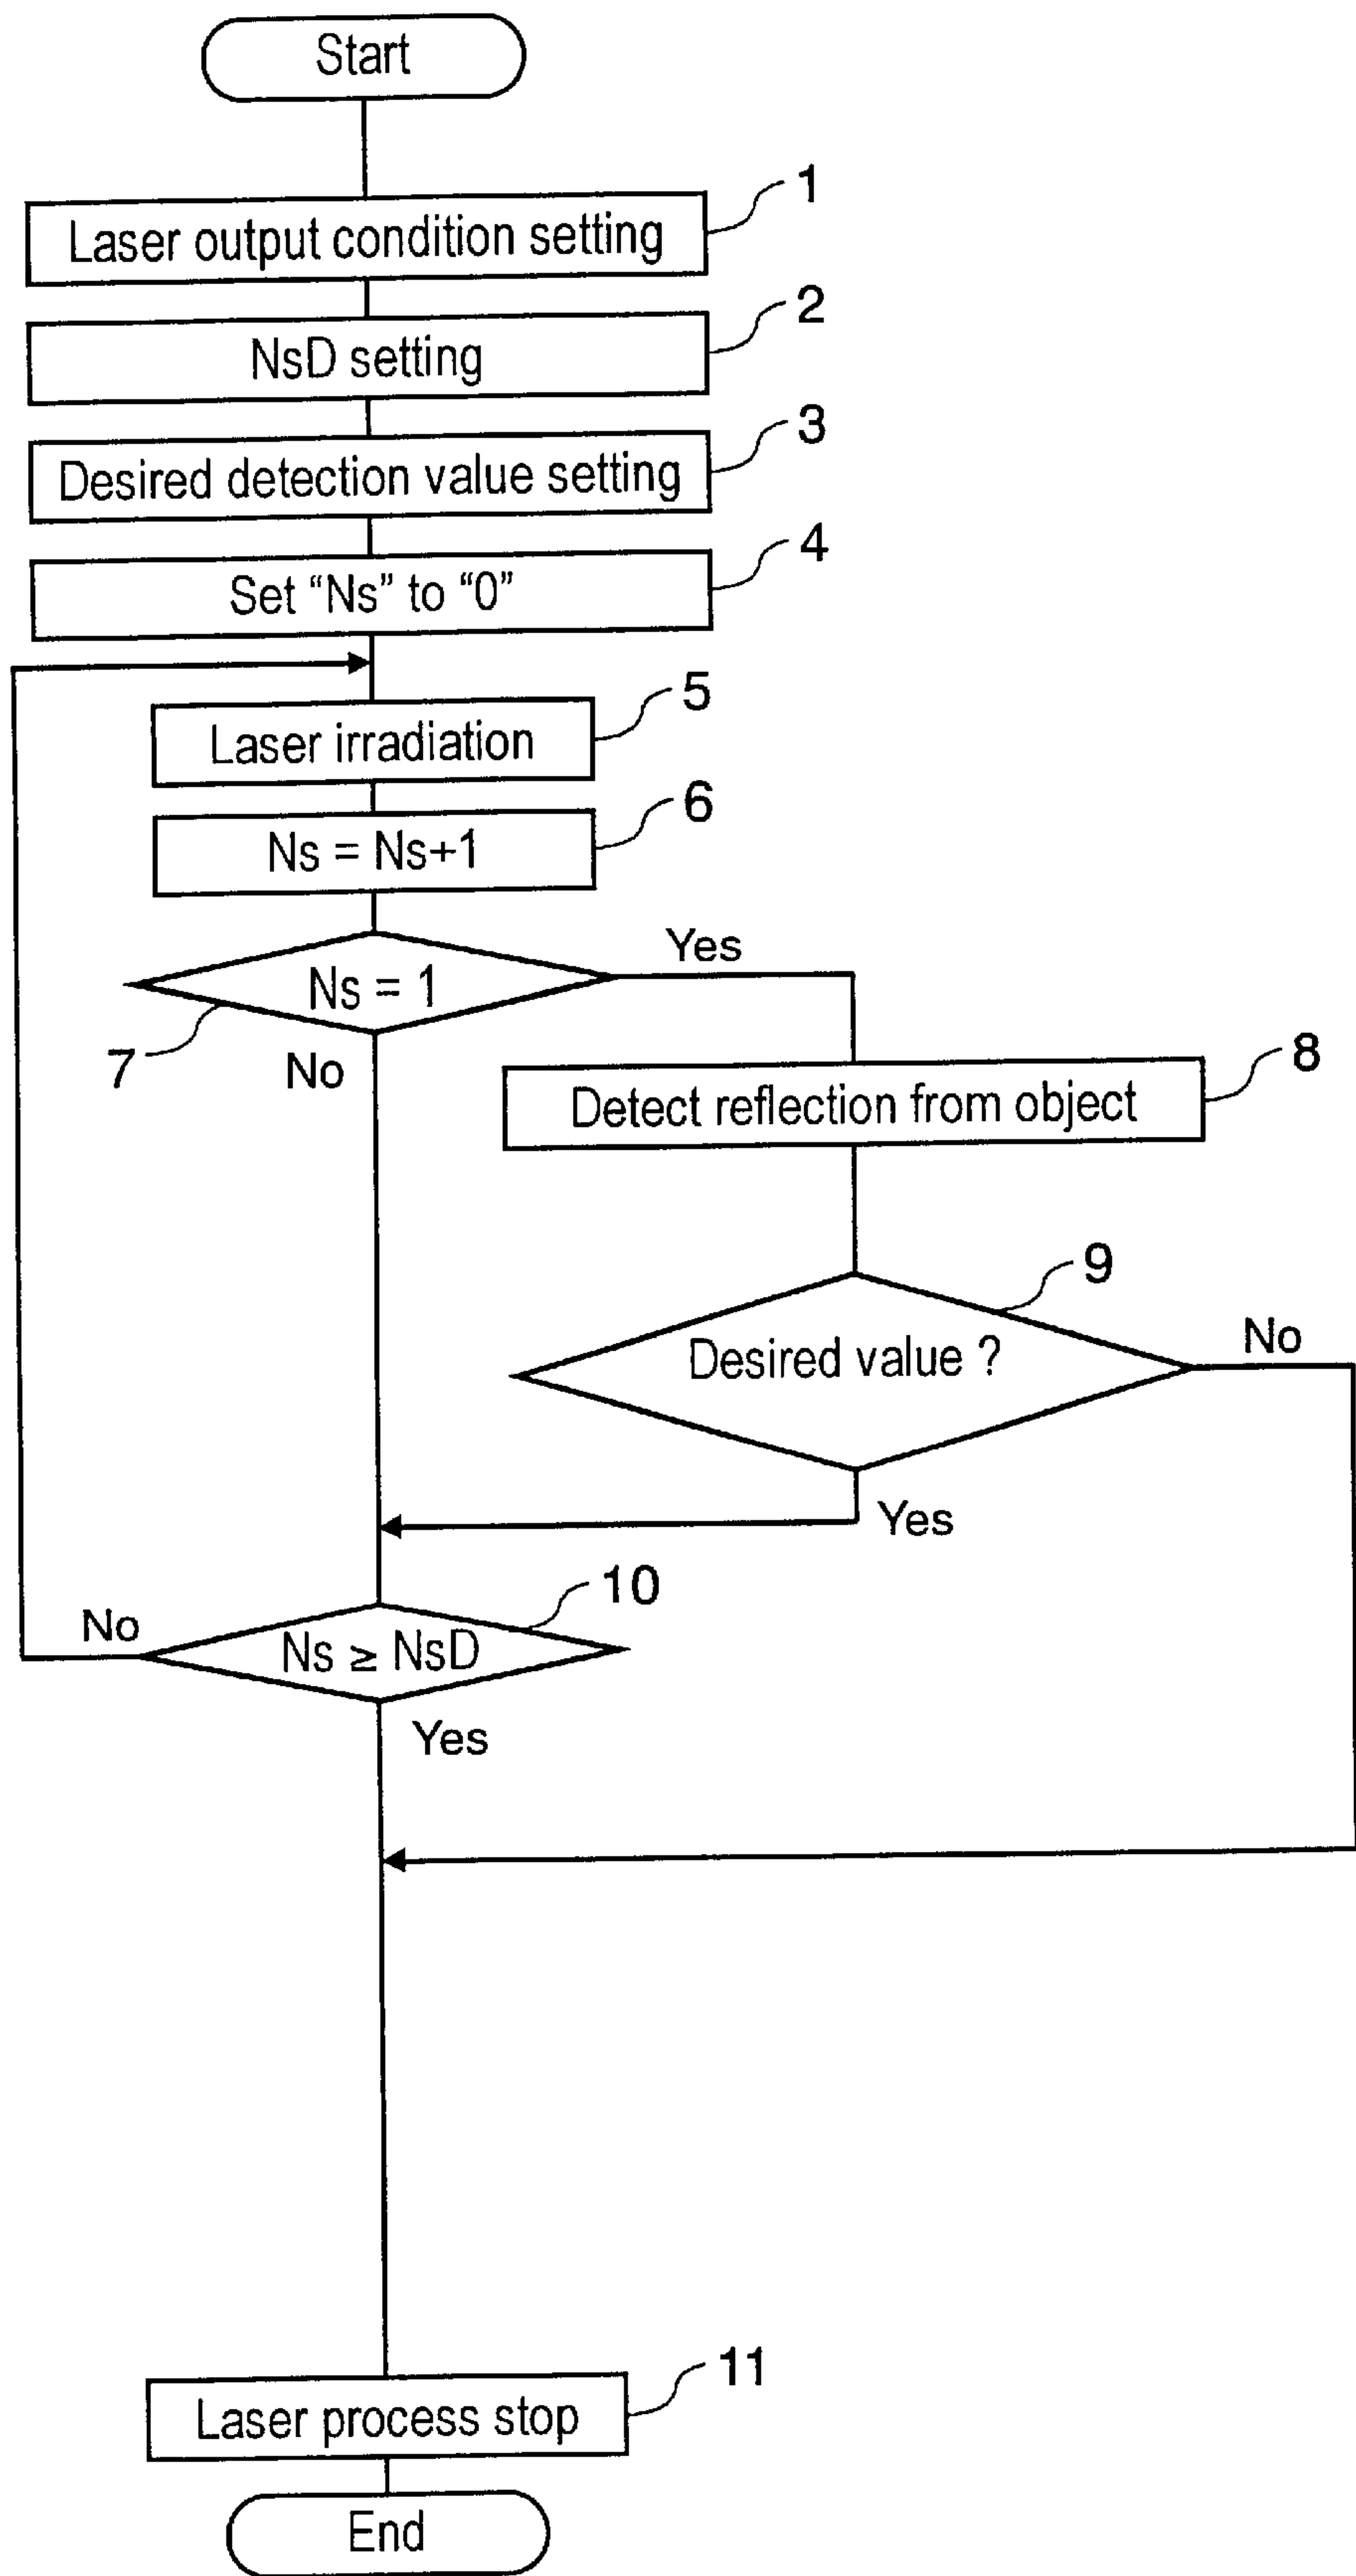 Start
1
Laser output condition setting
2
NsD setting
3
Desired detection value setting
4
Set “Ns” to “0”
5
Laser irradiation
6
Ns = Ns+1
Yes
Ns = 1
7
No
8
Detect reflection from object
9
Desired value ?
No
Yes
10
No
Ns ≥ NsD
Yes
11
Laser process stop
End